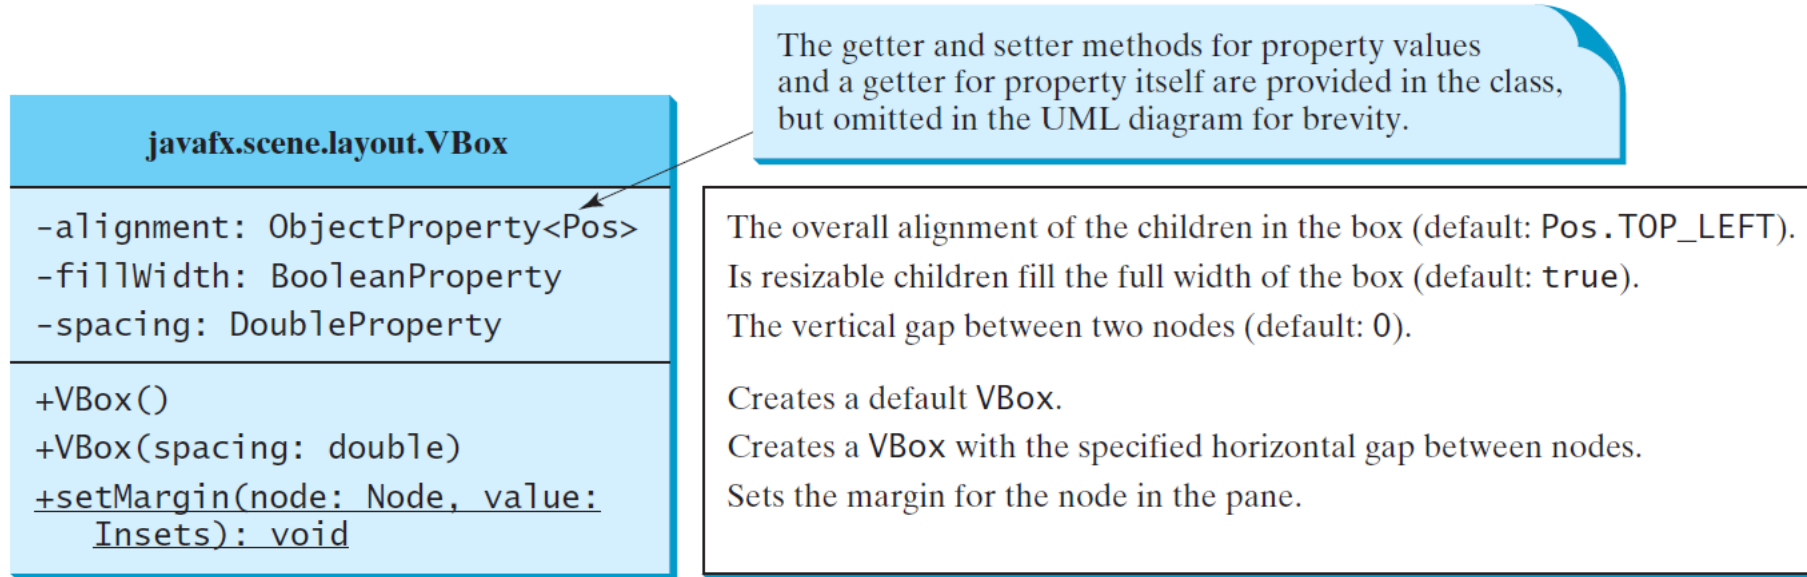 The getter and setter methods for property values
and a getter for property itself are provided in the class,
but omitted in the UML diagram for brevity.
javafx.scene.layout.VBox
-alignment: ObjectProperty<Pos>
-fillWidth: BooleanProperty
-spacing: DoubleProperty
The overall alignment of the children in the box (default: Pos.TOP_LEFT).
Is resizable children fill the full width of the box (default: true).
The vertical gap between two nodes (default: 0).
+VBox()
+VBox(spacing: double)
+setMargin(node: Node, value:
Insets): void
Creates a default VBox.
Creates a VBox with the specified horizontal gap between nodes.
Sets the margin for the node in the pane.